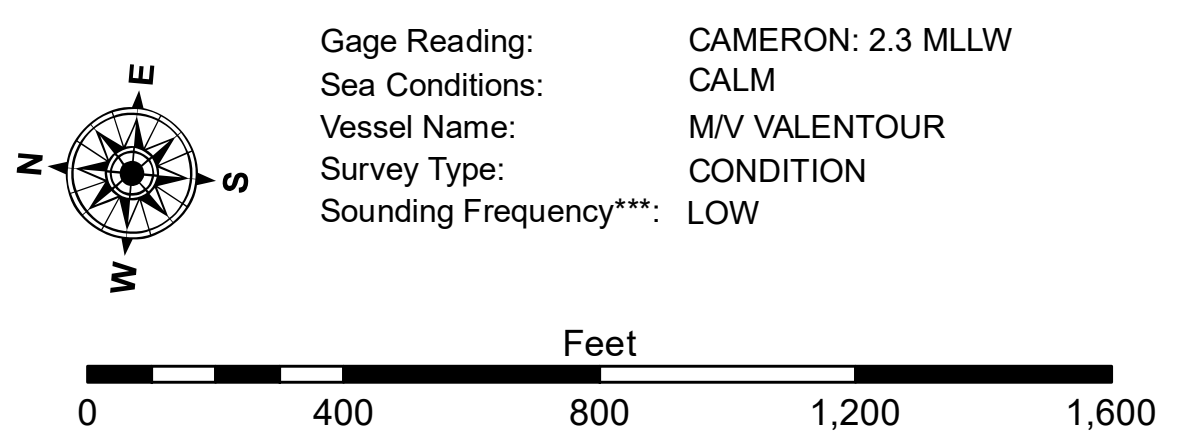 E
N
S
W
Gage Reading: CAMERON: 2.3 MLLW
Sea Conditions: CALM
Vessel Name: M/V VALENTOUR
Survey Type: CONDITION
Sounding Frequency***: LOW
Feet
0 400 800 1,200 1,600